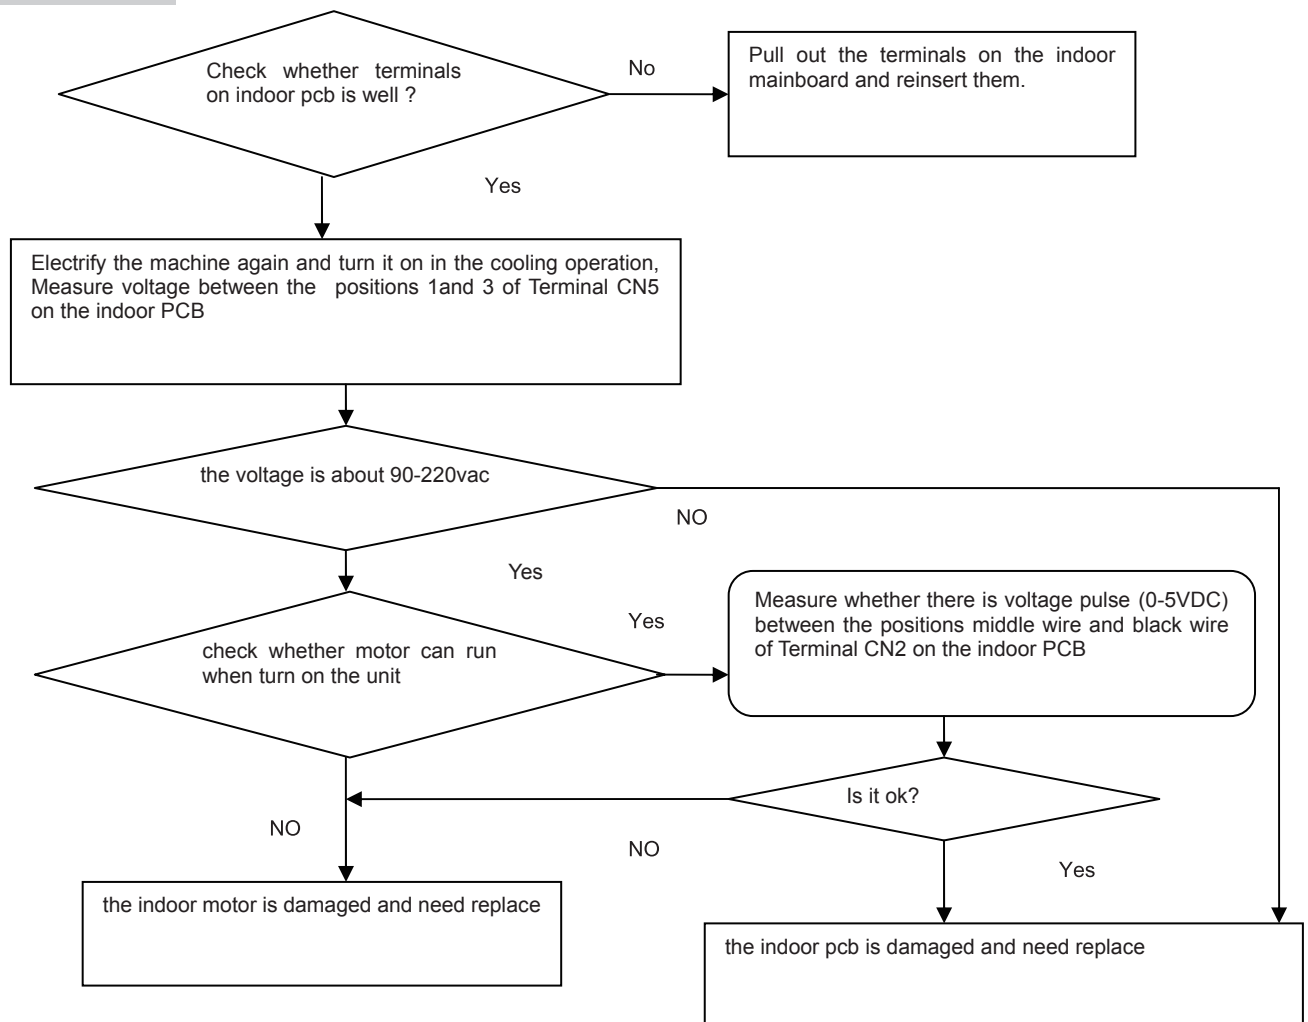 Check whether terminals
on indoor pcb is well ?
No
Pull out the terminals on the indoor
mainboard and reinsert them.
Yes
Electrify the machine again and turn it on in the cooling operation,
Measure voltage between the positions 1and 3 of Terminal CN5
on the indoor PCB
the voltage is about 90-220vac
NO
Yes
check whether motor can run
when turn on the unit
Yes
Measure whether there is voltage pulse (0-5VDC)
between the positions middle wire and black wire
of Terminal CN2 on the indoor PCB
Is it ok?
NO
NO
Yes
the indoor motor is damaged and need replace
the indoor pcb is damaged and need replace